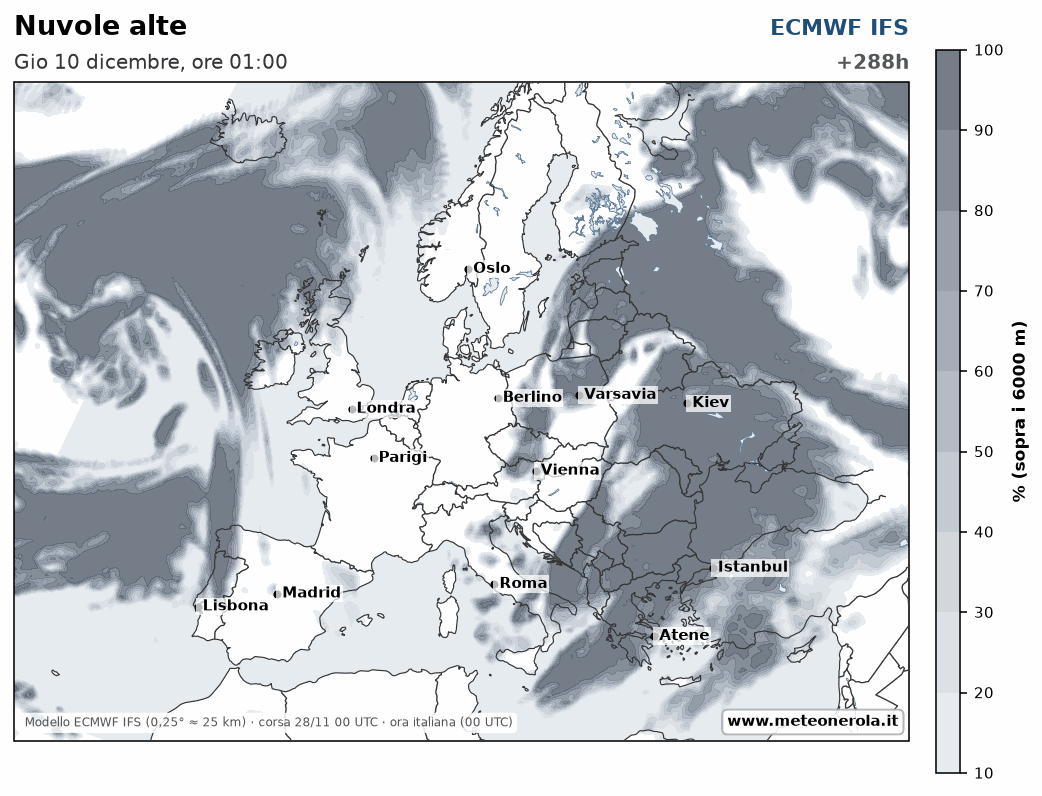 Nuvole alte
ECMWF IFS
Gio 10 dicembre, ore 01:00
+288h
100
90
80
70
60
50
40
30
20
10
% (sopra i 6000 m)
Oslo
Berlino
Varsavia
Kiev
Londra
Parigi
Vienna
Istanbul
Roma
Madrid
Lisbona
Atene
Modello ECMWF IFS (0,25° ≈ 25 km) · corsa 28/11 00 UTC · ora italiana (00 UTC)
www.meteonerola.it